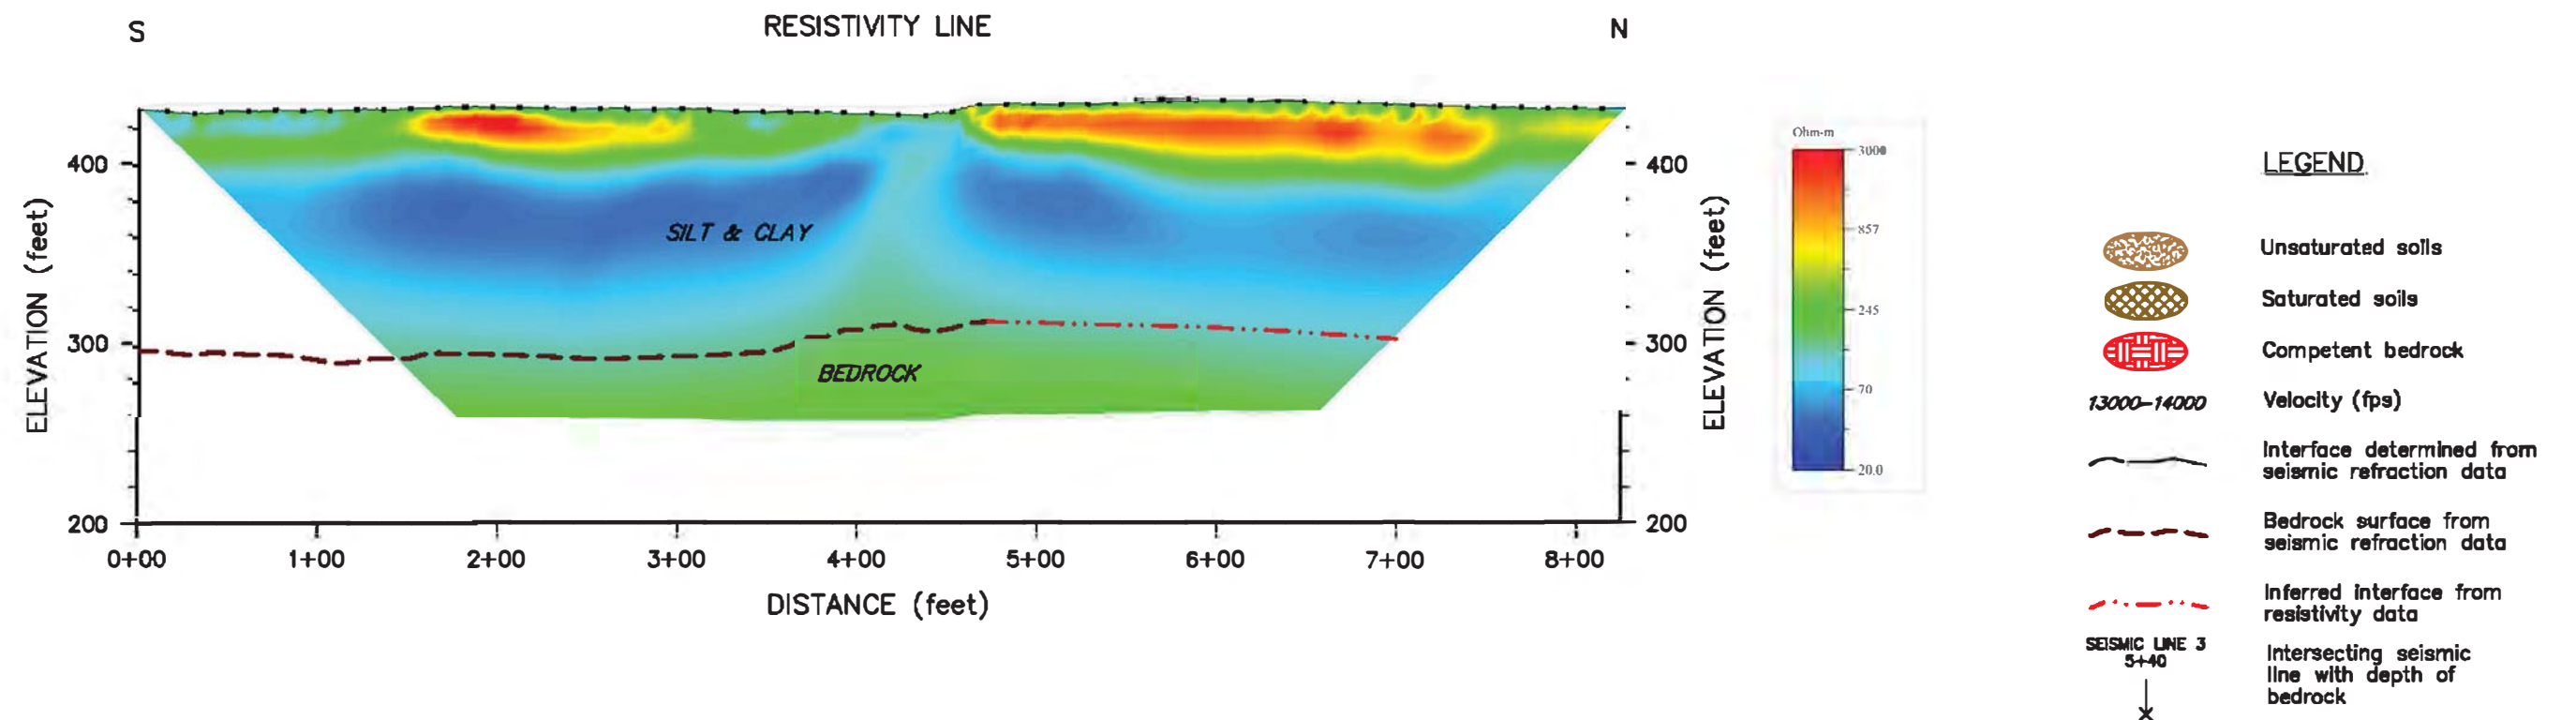 S
RESISTIVITY LINE
N
ELEVATION (feet)
400
300
200
SILT & CLAY
BEDROCK
400
300
200
ELEVATION (feet)
0+00 1+00 2+00 3+00 4+00 5+00 6+00 7+00 8+00
DISTANCE (feet)
Ohm-m
3000
857
245
70
20.0
LEGEND
Unsaturated soils
Saturated soils
Competent bedrock
13000-14000 Velocity (fps)
Interface determined from
seismic refraction data
Bedrock surface from
seismic refraction data
Inferred interface from
resistivity data
SEISMIC LINE 3
5+40
Intersecting seismic
line with depth of
bedrock